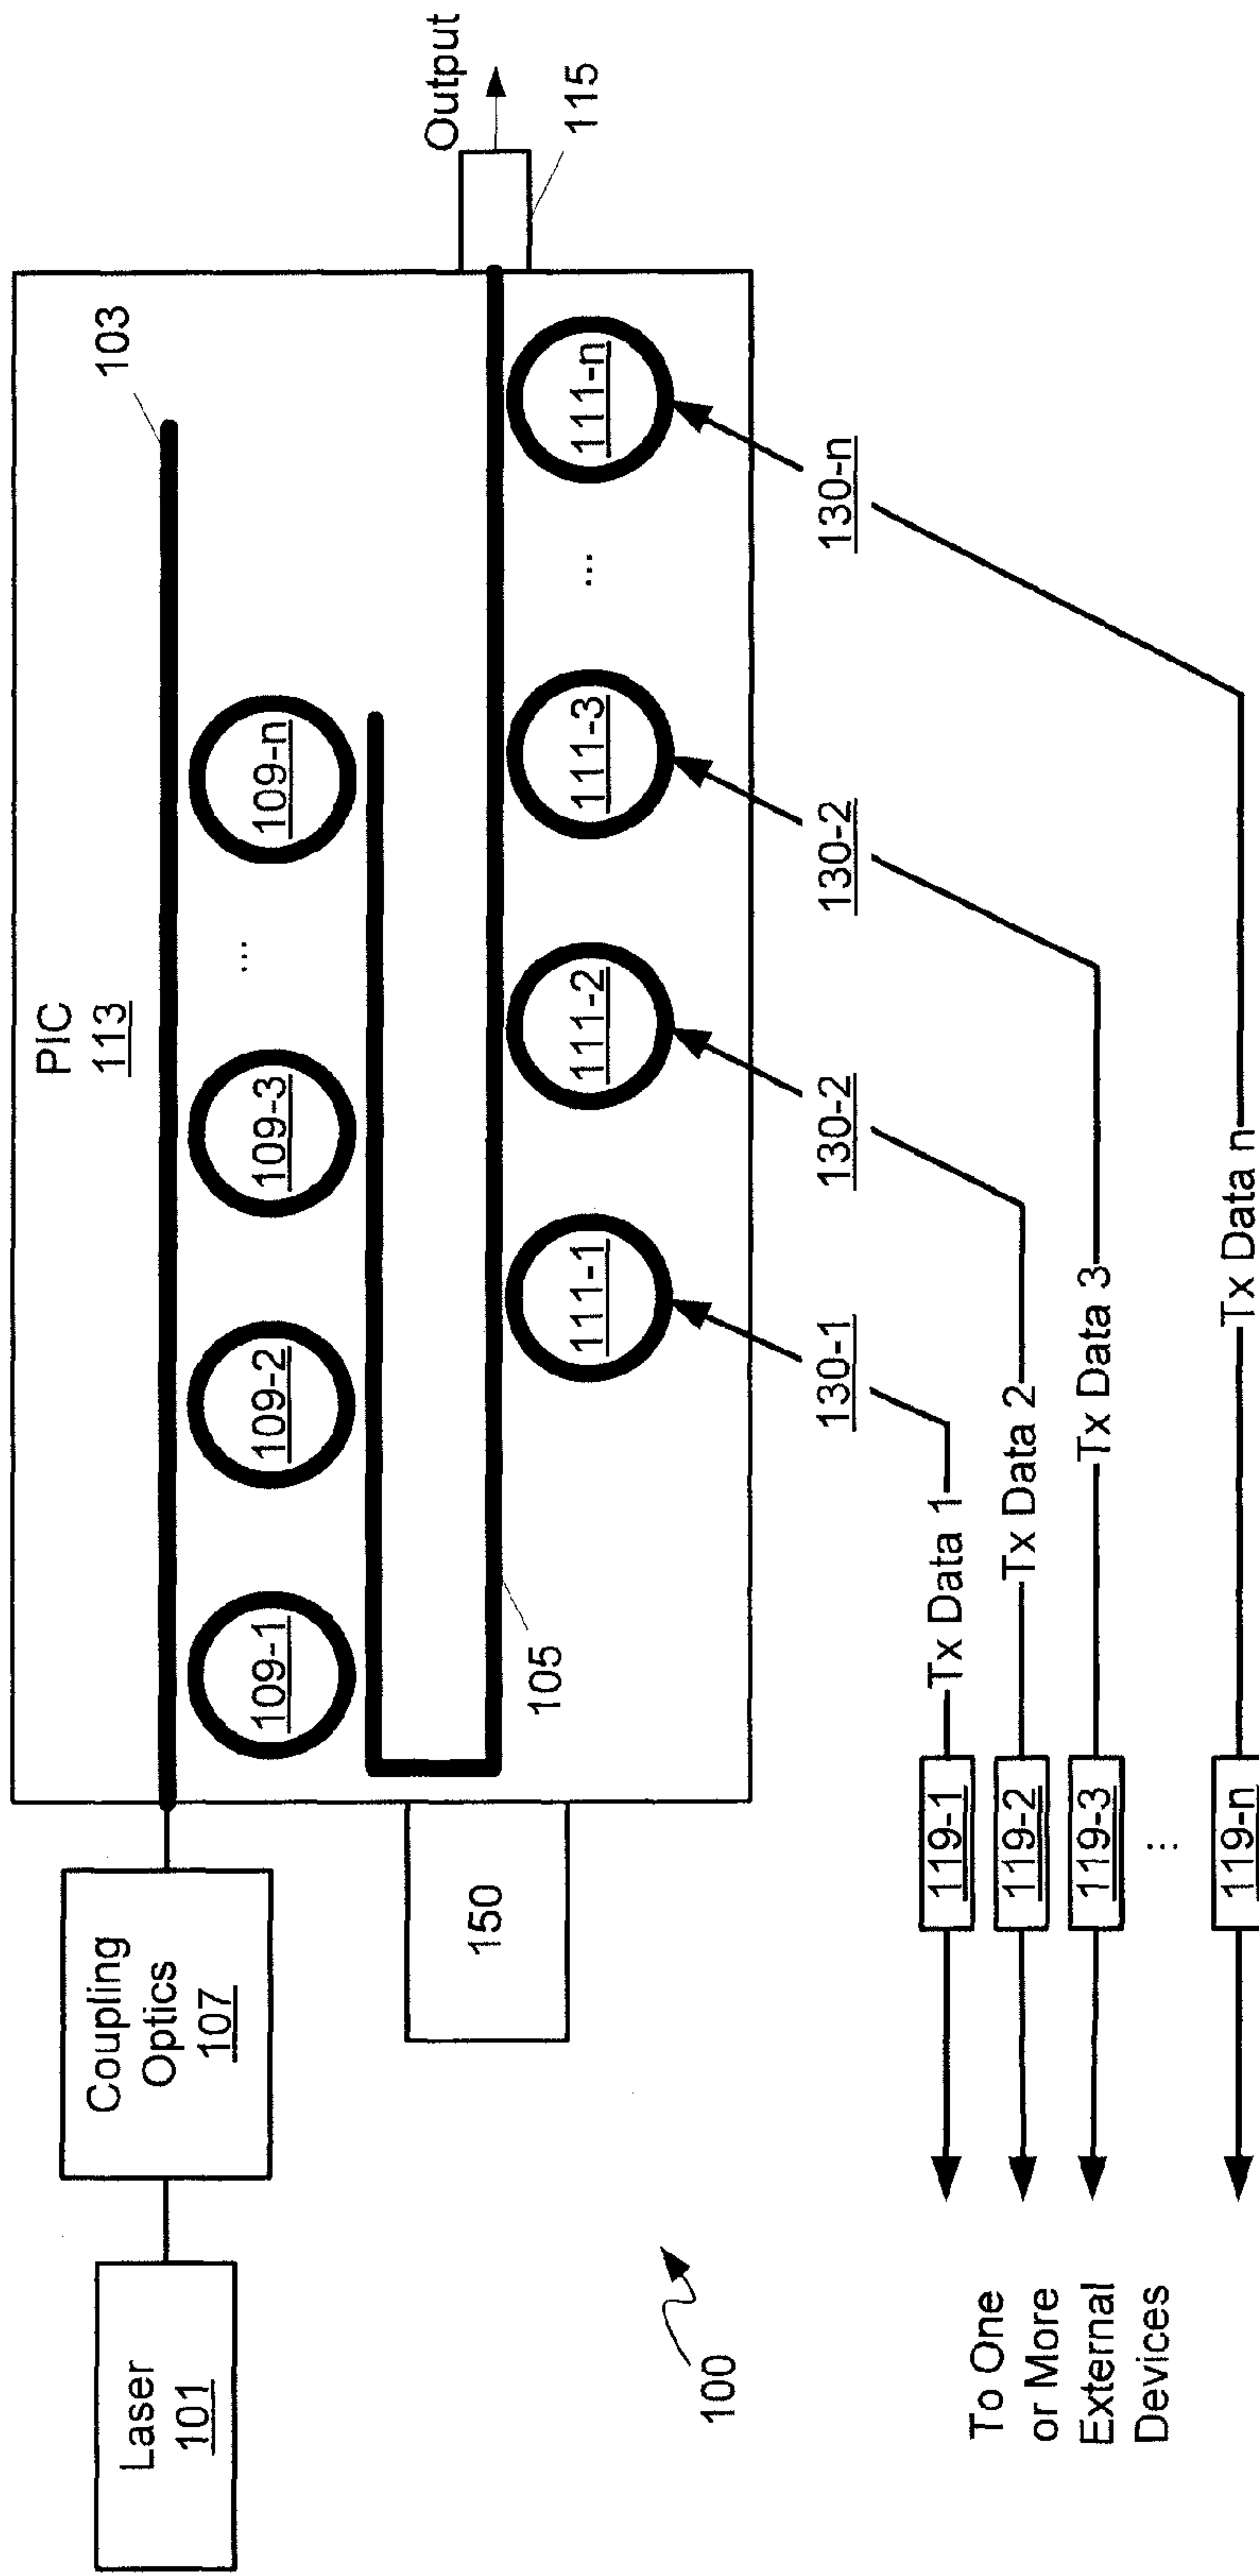 Laser
101
Coupling
Optics
107
PIC
113
103
109-1
109-2
109-3
...
109-n
150
105
Output
115
111-1
111-2
111-3
...
111-n
130-1
130-2
130-2
130-n
100
119-1
Tx Data 1
119-2
Tx Data 2
119-3
Tx Data 3
...
119-n
Tx Data n
To One
or More
External
Devices